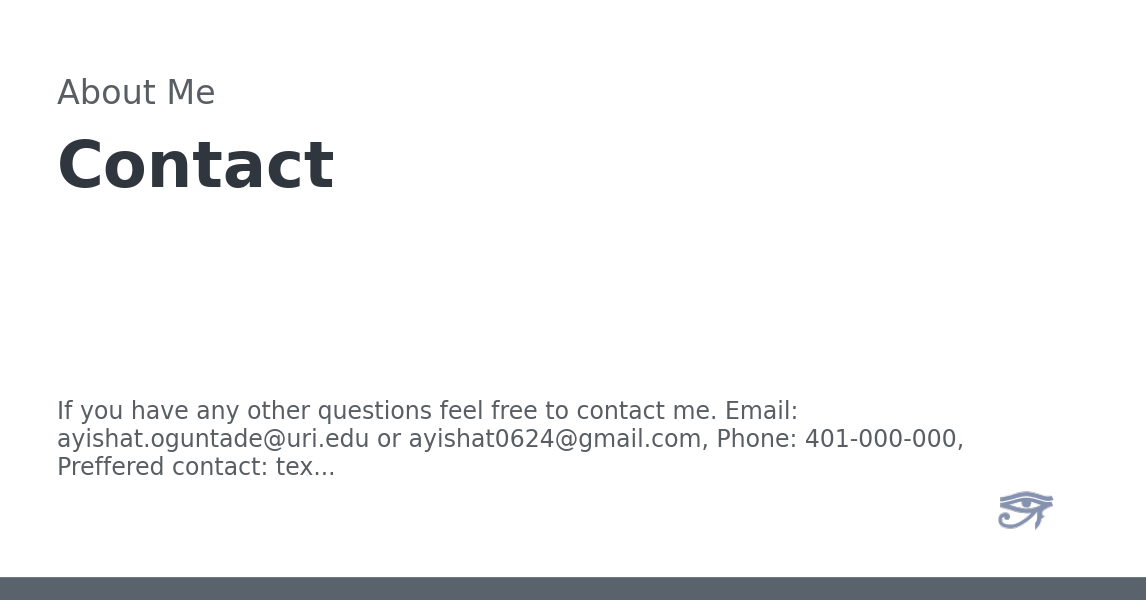 About Me
Contact
If you have any other questions feel free to contact me. Email:
ayishat.oguntade@uri.edu or ayishat0624@gmail.com, Phone: 401-000-000,
Preffered contact: tex...